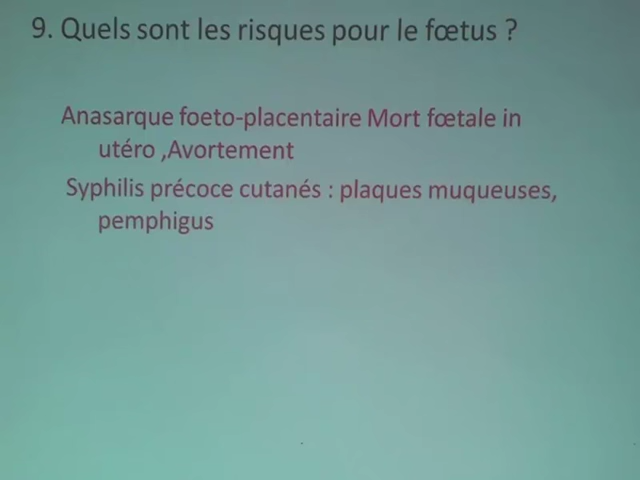 9. Quels sont les risques pour le fœtus ?
Anasarque foeto-placentaire Mort fœtale in
utéro ,Avortement
Syphilis précoce cutanés : plaques muqueuses,
pemphigus